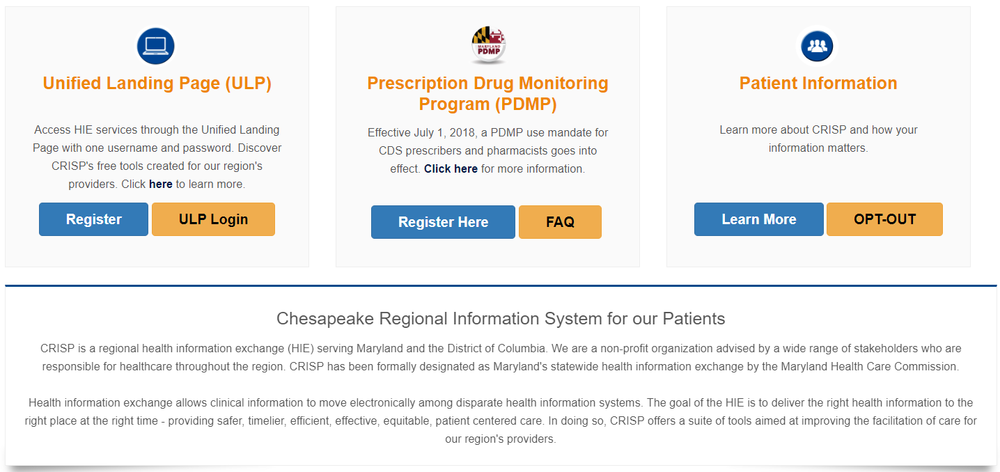 Unified Landing Page (ULP)
Access HIE services through the Unified Landing
Page with one username and password. Discover
CRISP's free tools created for our region's
providers. Click here to learn more.
Register
ULP Login
MARYLAND
PDMP
Prescription Drug Monitoring
Program (PDMP)
Effective July 1, 2018, a PDMP use mandate for
CDS prescribers and pharmacists goes into
effect. Click here for more information.
Register Here
FAQ
Patient Information
Learn more about CRISP and how your
information matters.
Learn More
OPT-OUT
Chesapeake Regional Information System for our Patients
CRISP is a regional health information exchange (HIE) serving Maryland and the District of Columbia. We are a non-profit organization advised by a wide range of stakeholders who are
responsible for healthcare throughout the region. CRISP has been formally designated as Maryland's statewide health information exchange by the Maryland Health Care Commission.
Health information exchange allows clinical information to move electronically among disparate health information systems. The goal of the HIE is to deliver the right health information to the
right place at the right time - providing safer, timelier, efficient, effective, equitable, patient centered care. In doing so, CRISP offers a suite of tools aimed at improving the facilitation of care for
our region's providers.